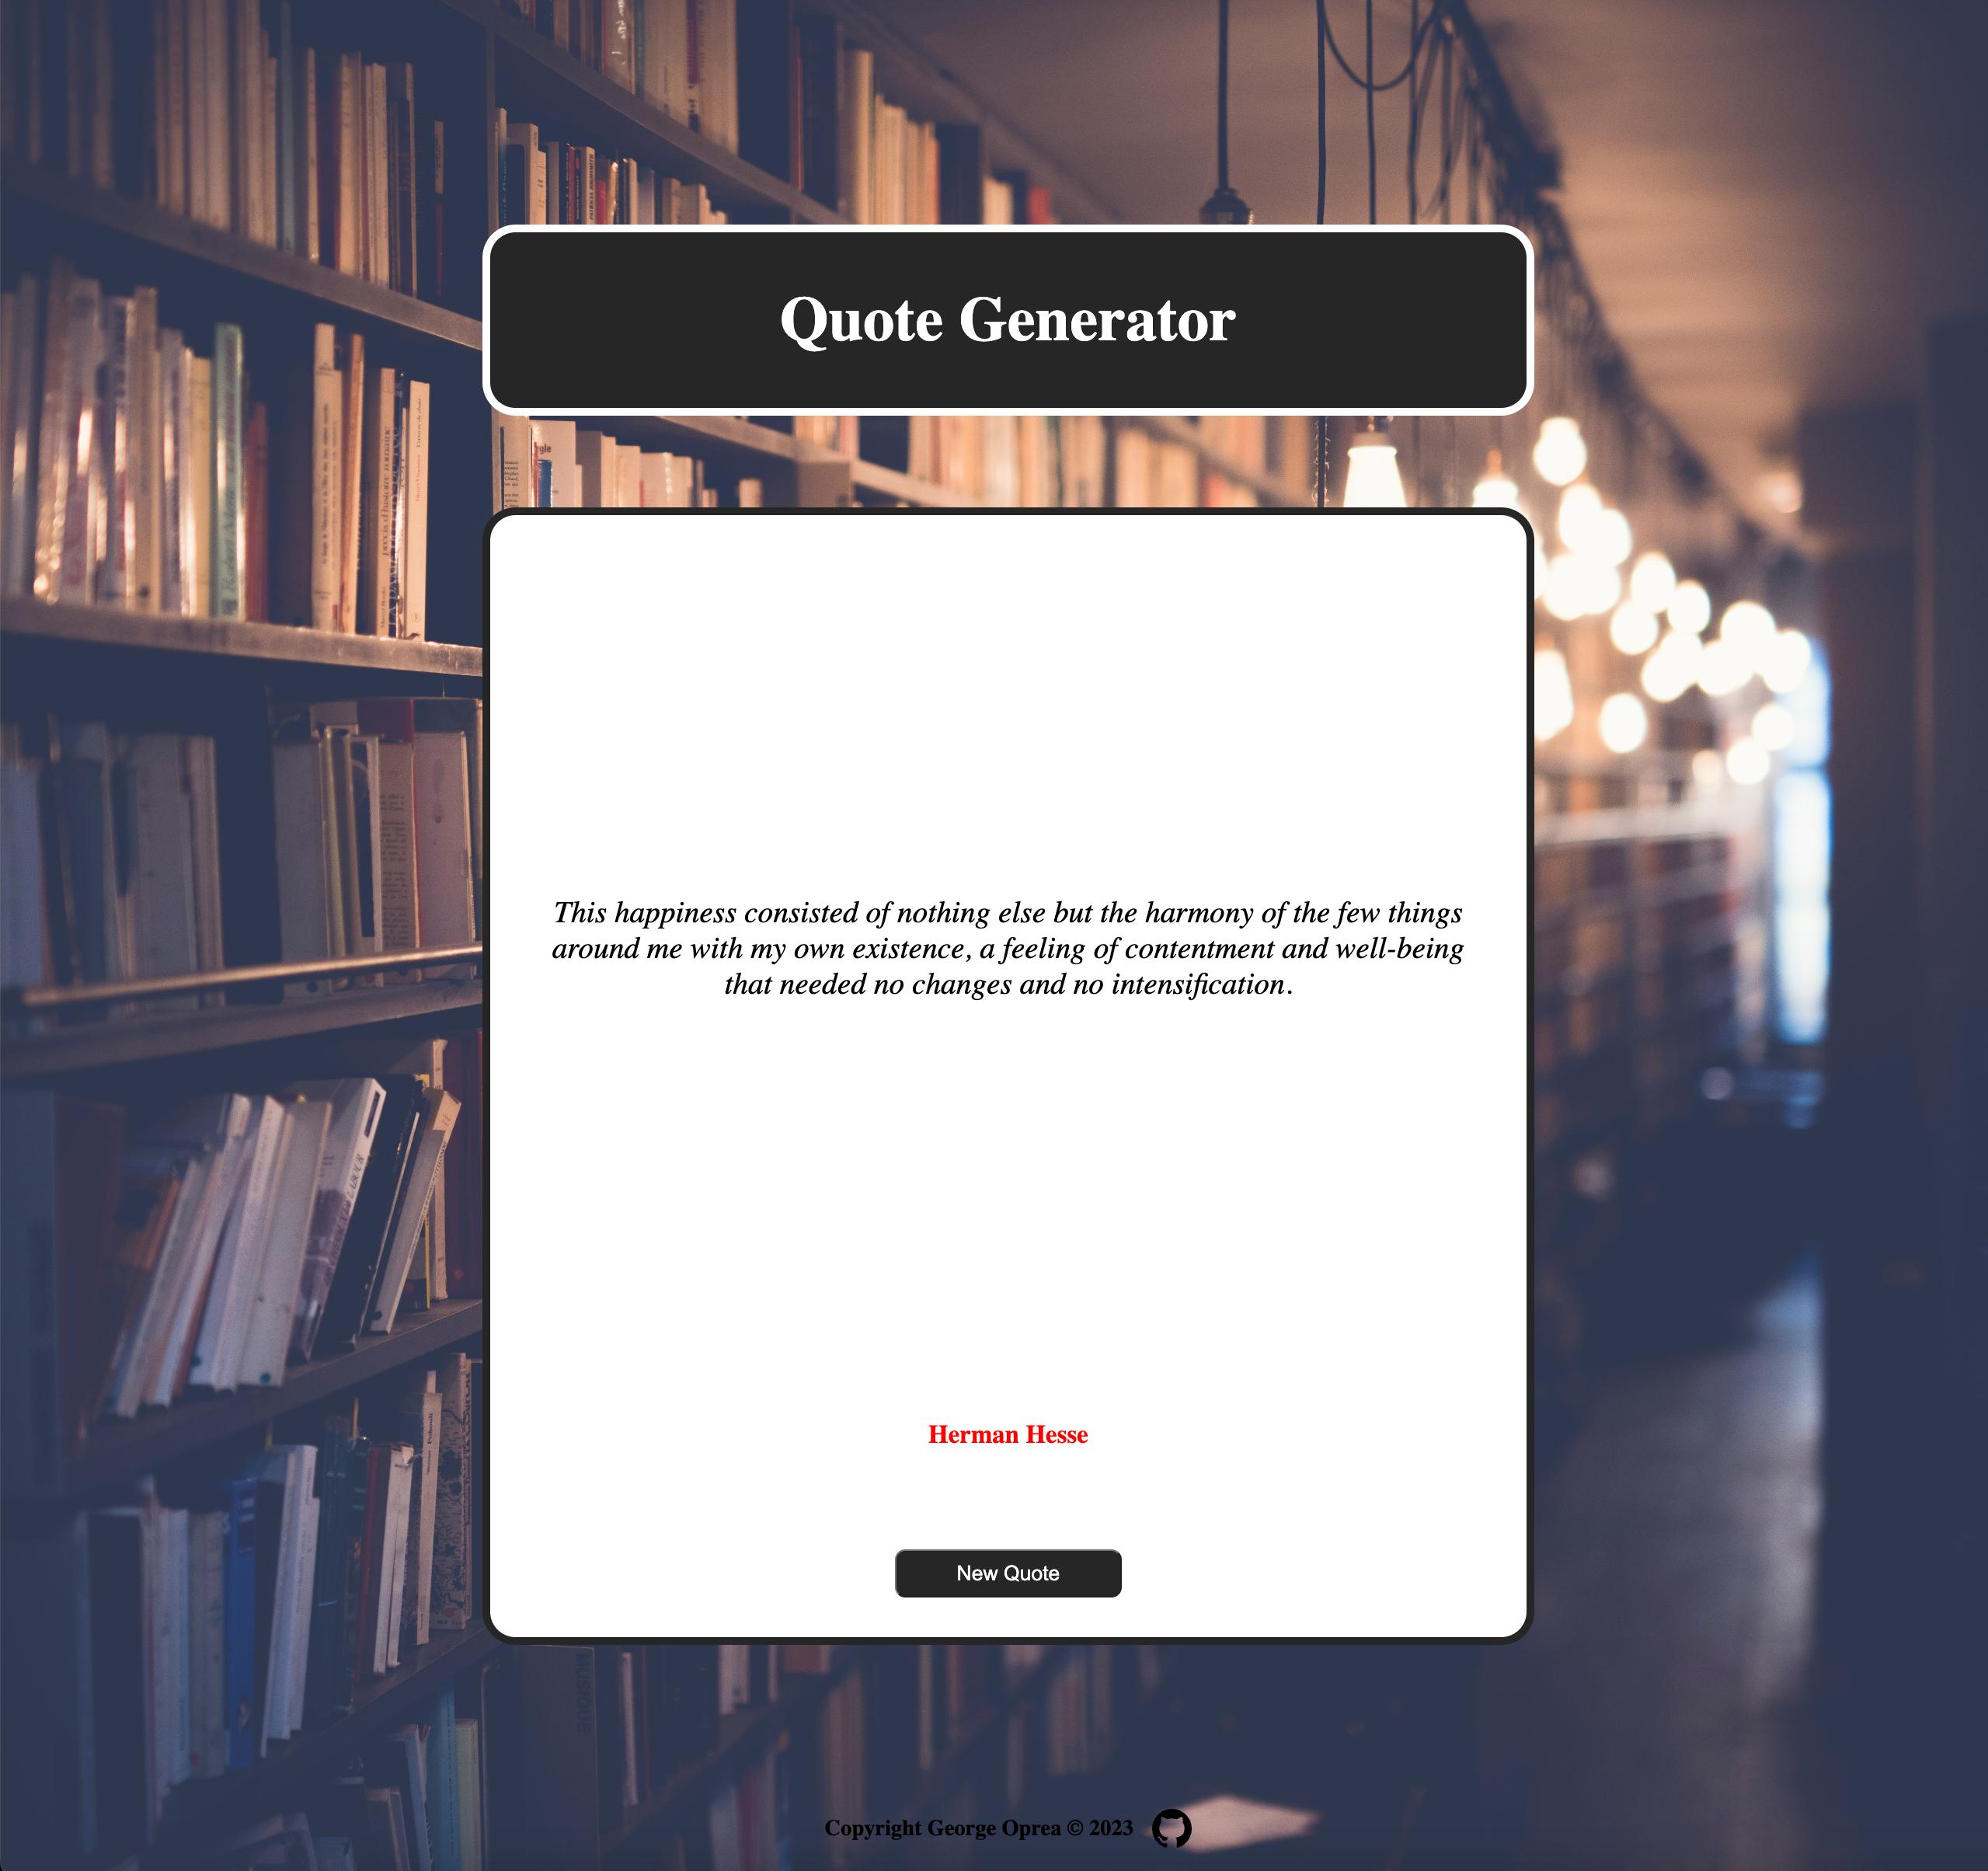 Quote Generator
This happiness consisted of nothing else but the harmony of the few things
around me with my own existence, a feeling of contentment and well-being
that needed no changes and no intensification.
Herman Hesse
New Quote
MUSIQUE
Copyright George Oprea © 2023